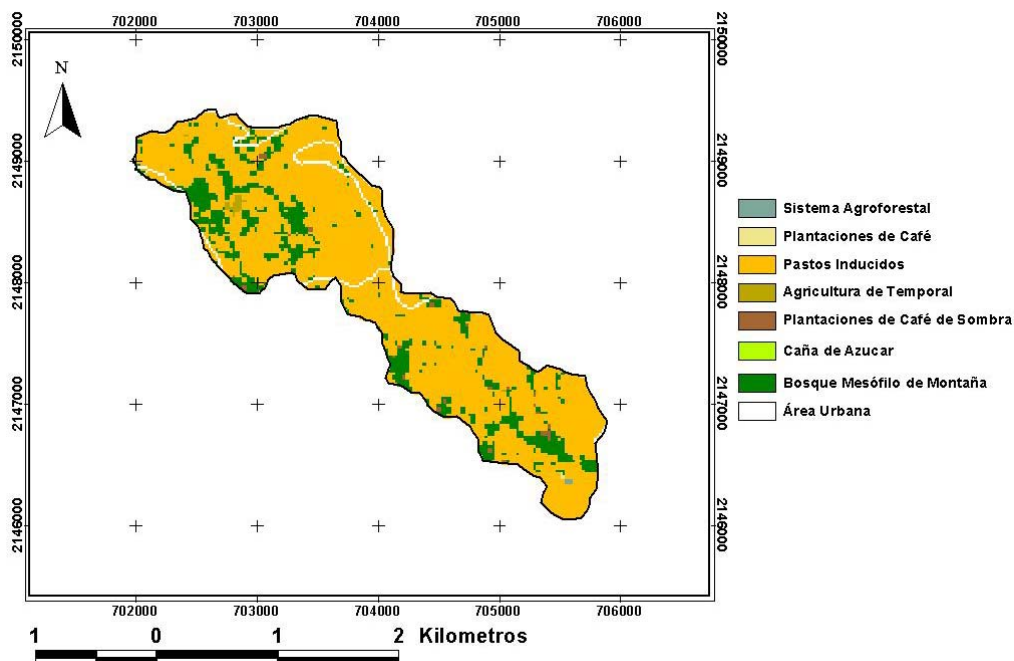 702000 703000 704000 705000 706000
2150000
2150000
N
2149000
2149000
2148000
2148000
2147000
2147000
2146000
2146000
702000 703000 704000 705000 706000
Sistema Agroforestal
Plantaciones de Café
Pastos Inducidos
Agricultura de Temporal
Plantaciones de Café de Sombra
Caña de Azucar
Bosque Mesófilo de Montaña
Área Urbana
1 0 1 2 Kilometros